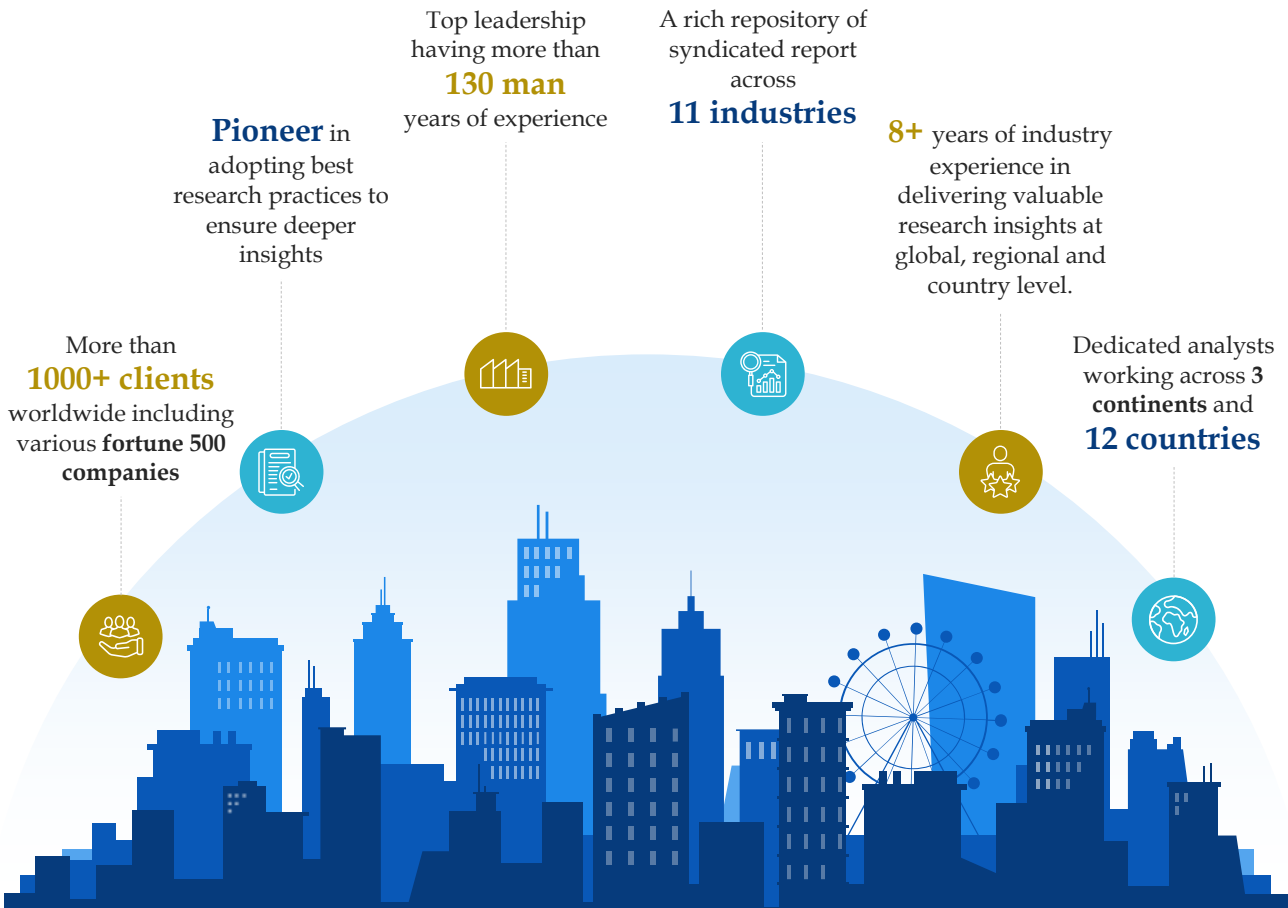 More than
1000+ clients
worldwide including
various fortune 500
companies
Pioneer in
adopting best
research practices to
ensure deeper
insights
Top leadership
having more than
130 man
years of experience
A rich repository of
syndicated report
across
11 industries
8+ years of industry
experience in
delivering valuable
research insights at
global, regional and
country level.
Dedicated analysts
working across 3
continents and
12 countries